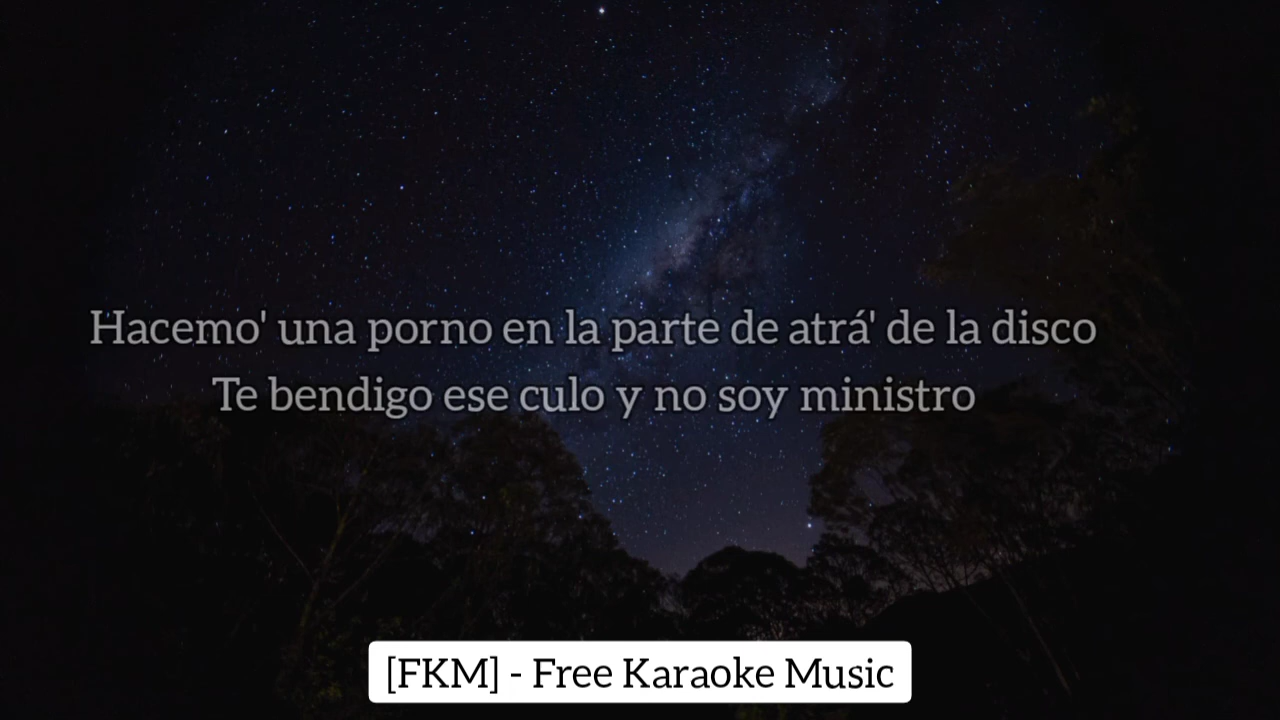 Hacemo' una porno en la parte de atrá' de la disco
Te bendigo ese culo y no soy ministro
[FKM] - Free Karaoke Music